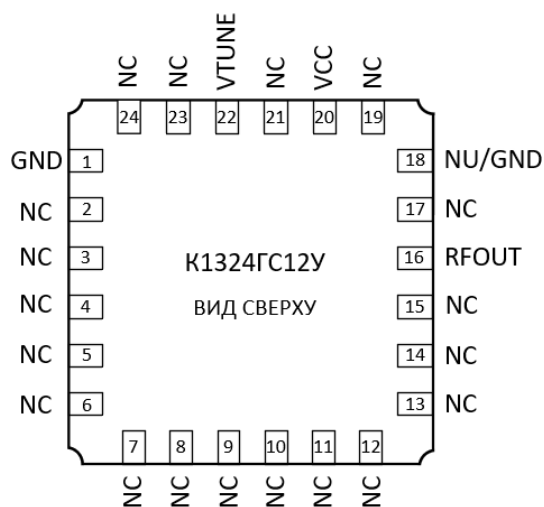 NC NC VTUNE NC VCC NC
24 23 22 21 20 19
GND 1
18 NU/GND
NC 2
17 NC
NC 3
16 RFOUT
К1324ГС12У
NC 4
15 NC
ВИД СВЕРХУ
NC 5
14 NC
NC 6
13 NC
7 8 9 10 11 12
NC NC NC NC NC NC